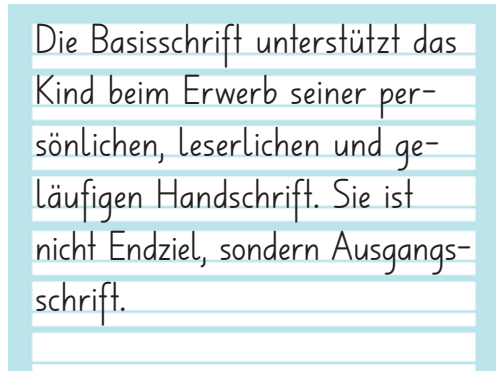 Die Basisschrift unterstützt das
Kind beim Erwerb seiner per-
sönlichen, leserlichen und ge-
läufigen Handschrift. Sie ist
nicht Endziel, sondern Ausgangs-
schrift.